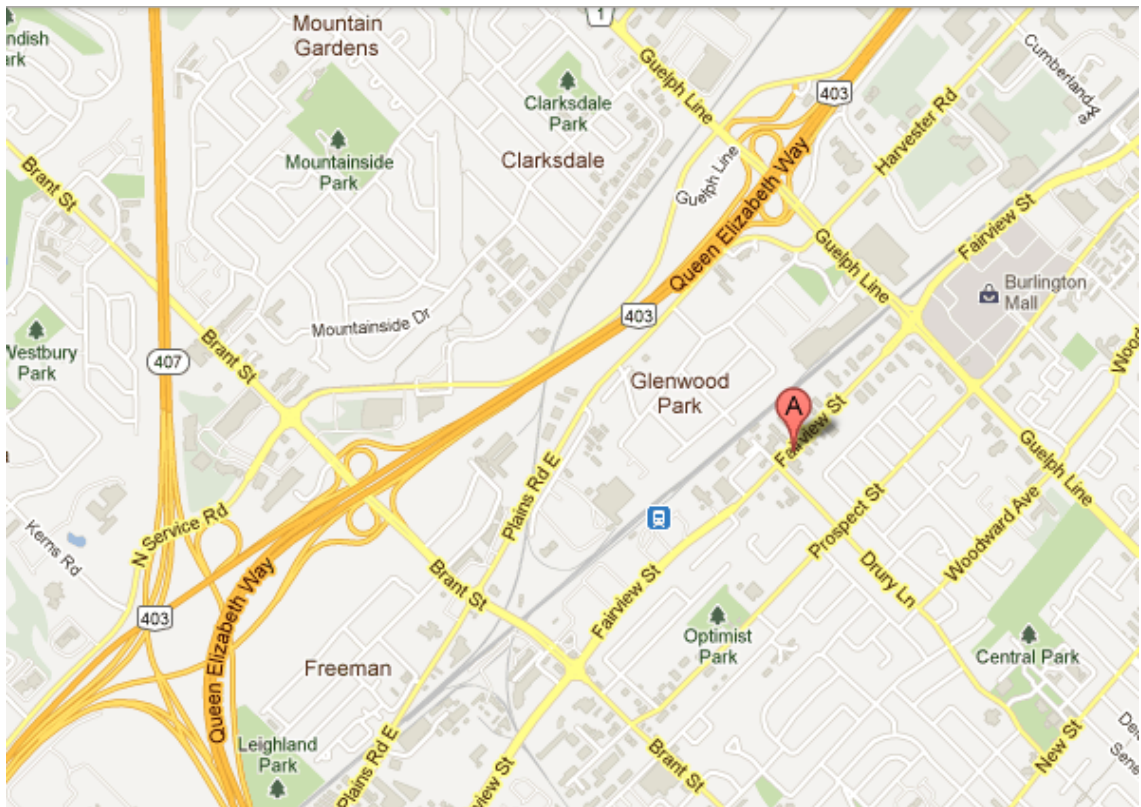 Mountain
Gardens
1
ndish
Park
Cumberland Ave
Guelph Line
403
Clarksdale
Park
Harvester Rd
Mountainside
Park
Clarksdale
Guelph Line
Queen Elizabeth Way
Brant St
Fairview St
Guelph Line
Burlington
Mall
Mountainside Dr
403
Westbury
Park
407
Brant St
Glenwood
Park
A
Fairview St
Guelph Line
Plains Rd E
N Service Rd
Kerns Rd
Prospect St
Woodward Ave
Drury Ln
Brant St
Fairview St
403
Queen Elizabeth Way
Optimist
Park
Central Park
Freeman
Leighland
Park
Plains Rd E
Brant St
New St